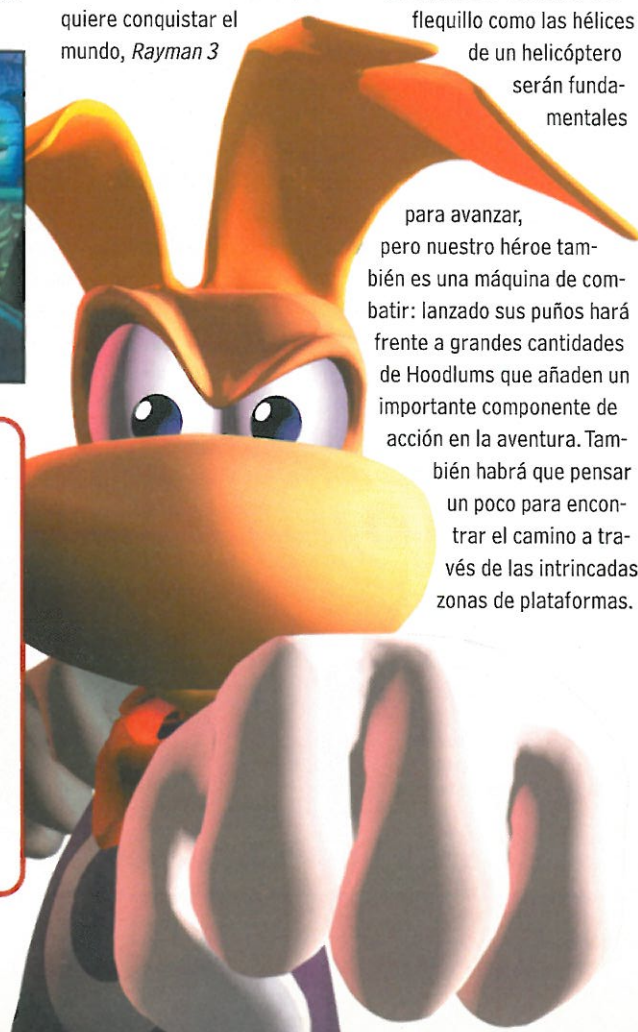 quiere conquistar el
mundo, Rayman 3
flequillo como las hélices
de un helicóptero
serán funda-
mentales
para avanzar,
pero nuestro héroe tam-
bién es una máquina de com-
batir: lanzado sus puños hará
frente a grandes cantidades
de Hoodlums que añaden un
importante componente de
acción en la aventura. Tam-
bién habrá que pensar
un poco para encon-
trar el camino a tra-
vés de las intrincadas
zonas de plataformas.